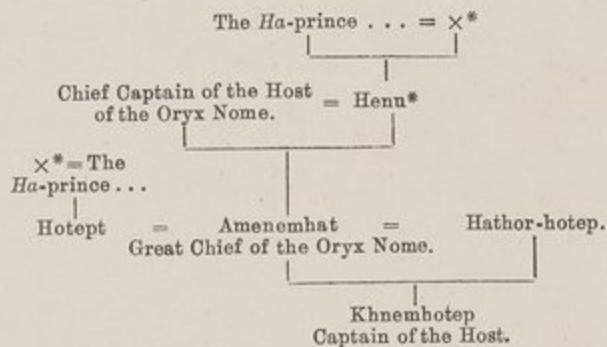 The Ha-prince . . . = ×*
Chief Captain of the Host = Henu*
of the Oryx Nome.
×* = The
Ha-prince . . .
Hotept = Amenemhat = Hathor-hotep.
Great Chief of the Oryx Nome.
Khnemhotep
Captain of the Host.